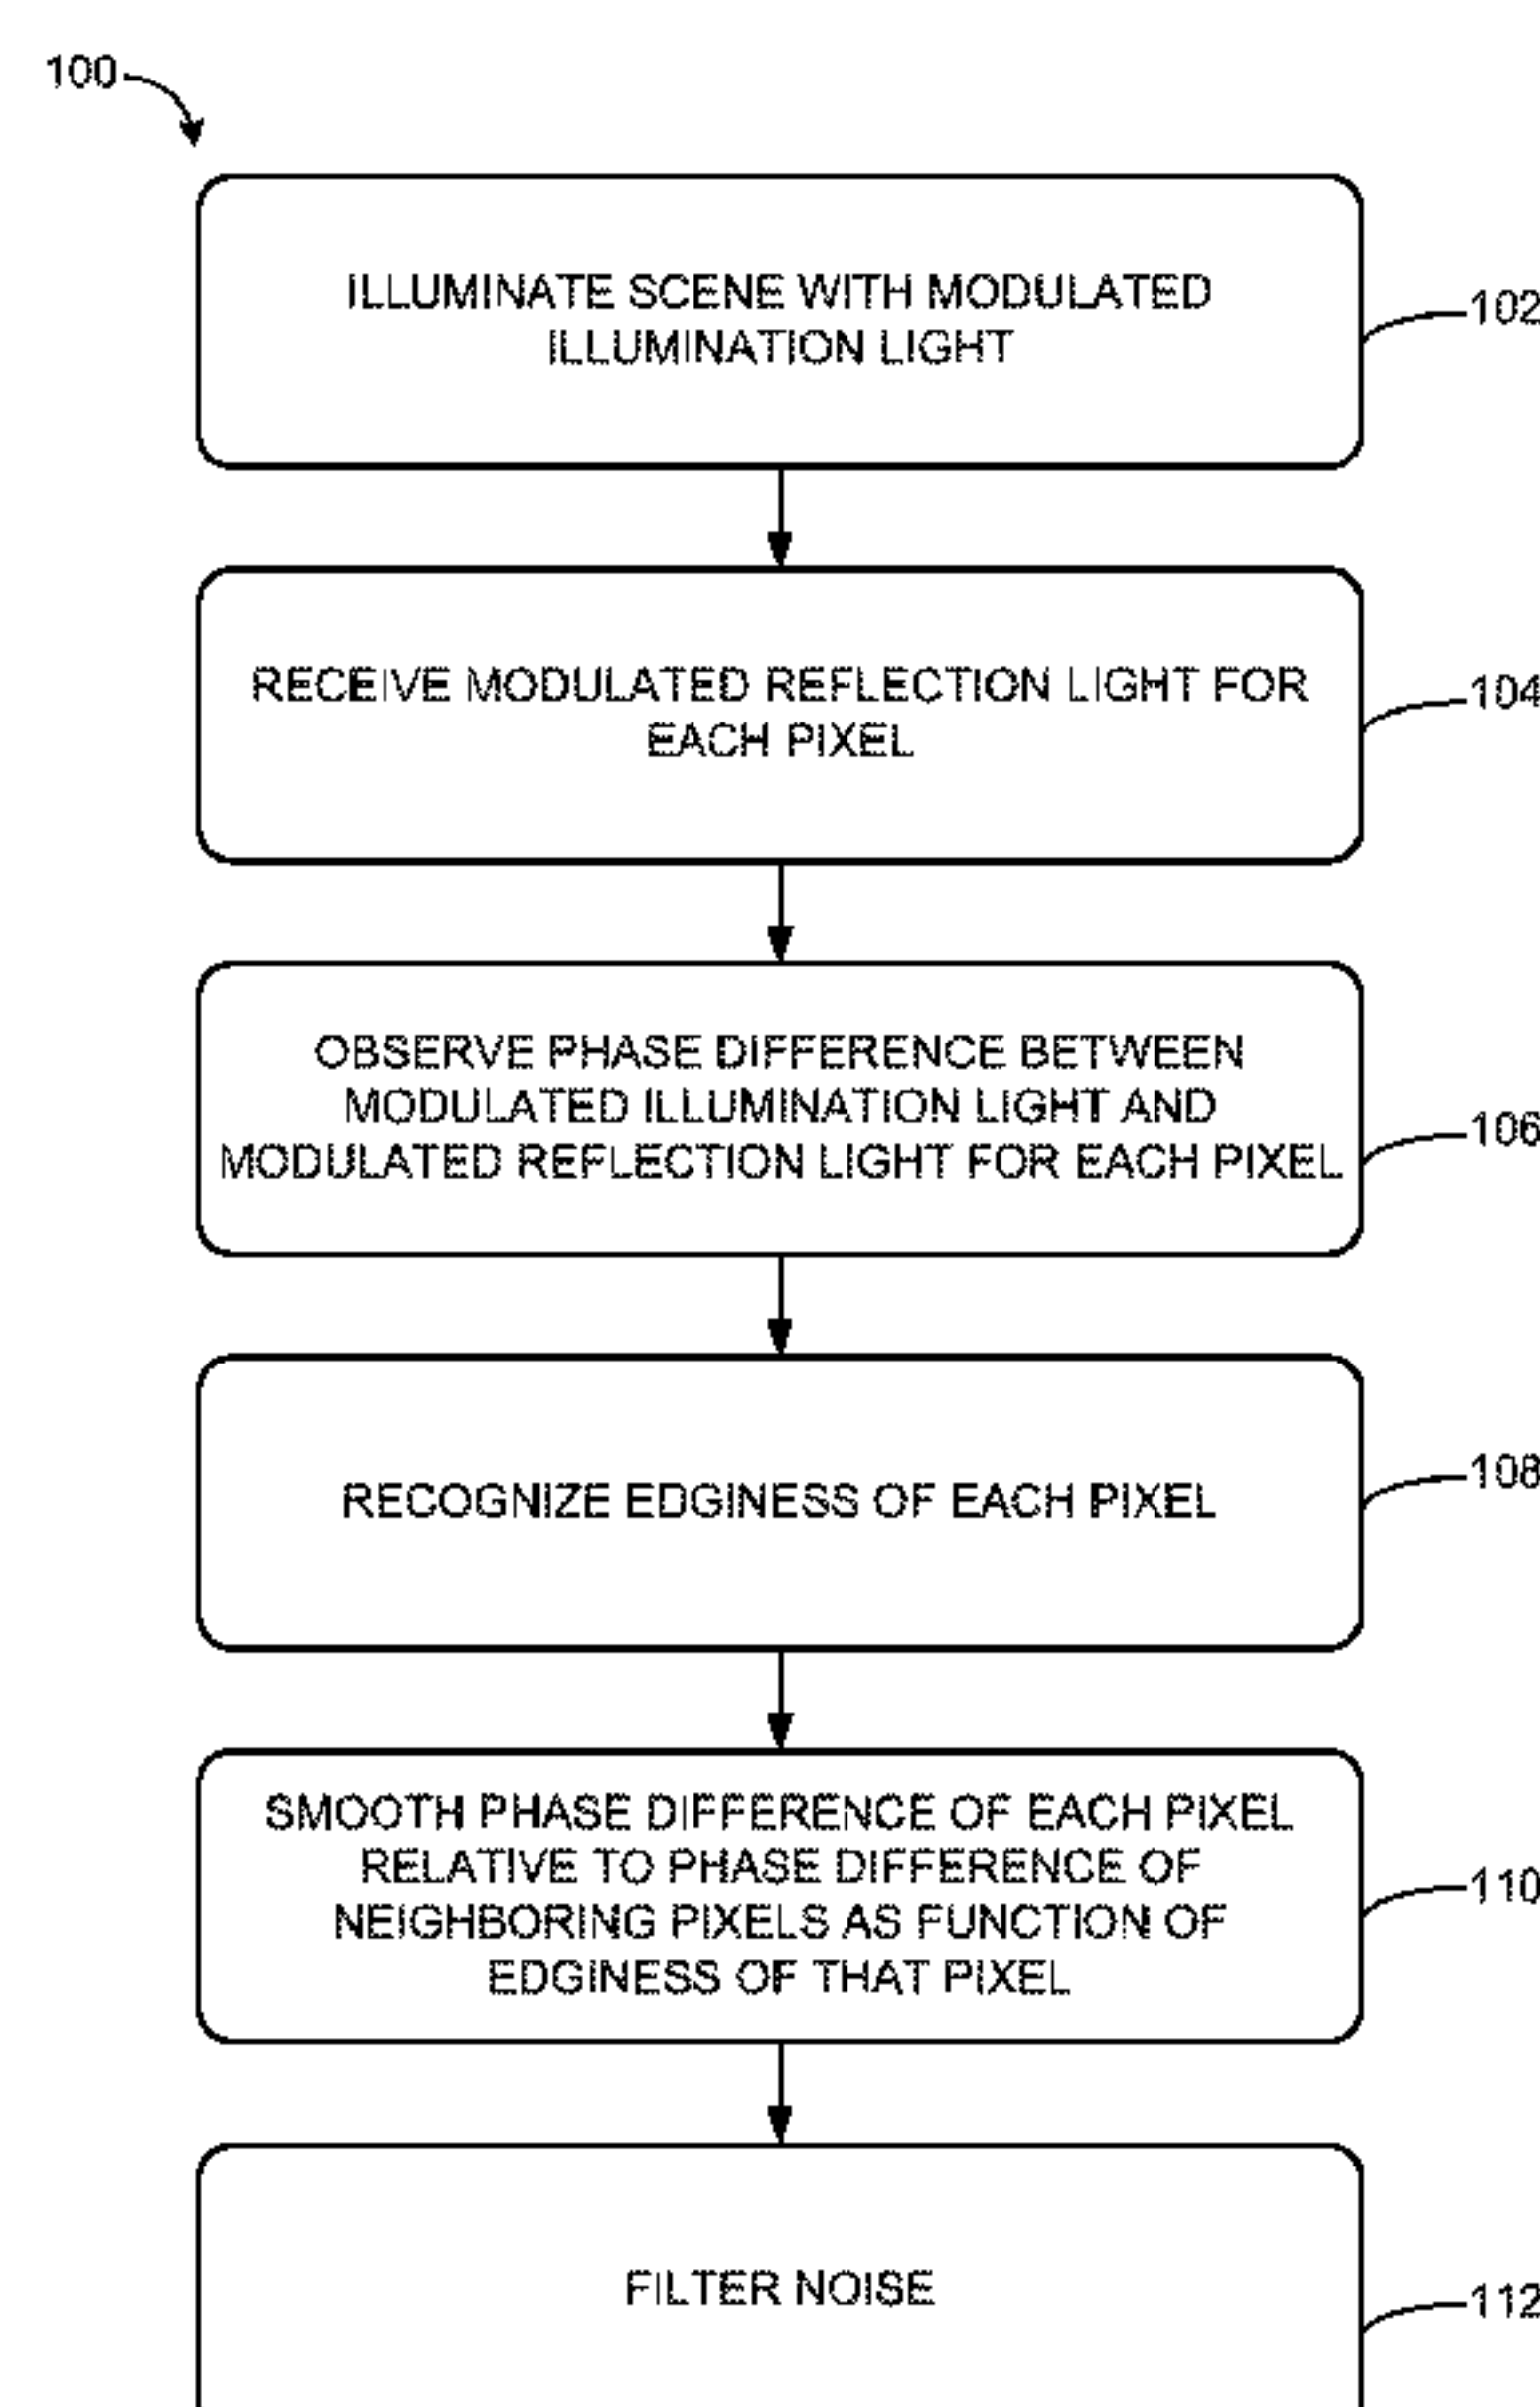 100
ILLUMINATE SCENE WITH MODULATED
ILLUMINATION LIGHT
102
RECEIVE MODULATED REFLECTION LIGHT FOR
EACH PIXEL
104
OBSERVE PHASE DIFFERENCE BETWEEN
MODULATED ILLUMINATION LIGHT AND
MODULATED REFLECTION LIGHT FOR EACH PIXEL
106
RECOGNIZE EDGINESS OF EACH PIXEL
108
SMOOTH PHASE DIFFERENCE OF EACH PIXEL
RELATIVE TO PHASE DIFFERENCE OF
NEIGHBORING PIXELS AS FUNCTION OF
EDGINESS OF THAT PIXEL
110
FILTER NOISE
112